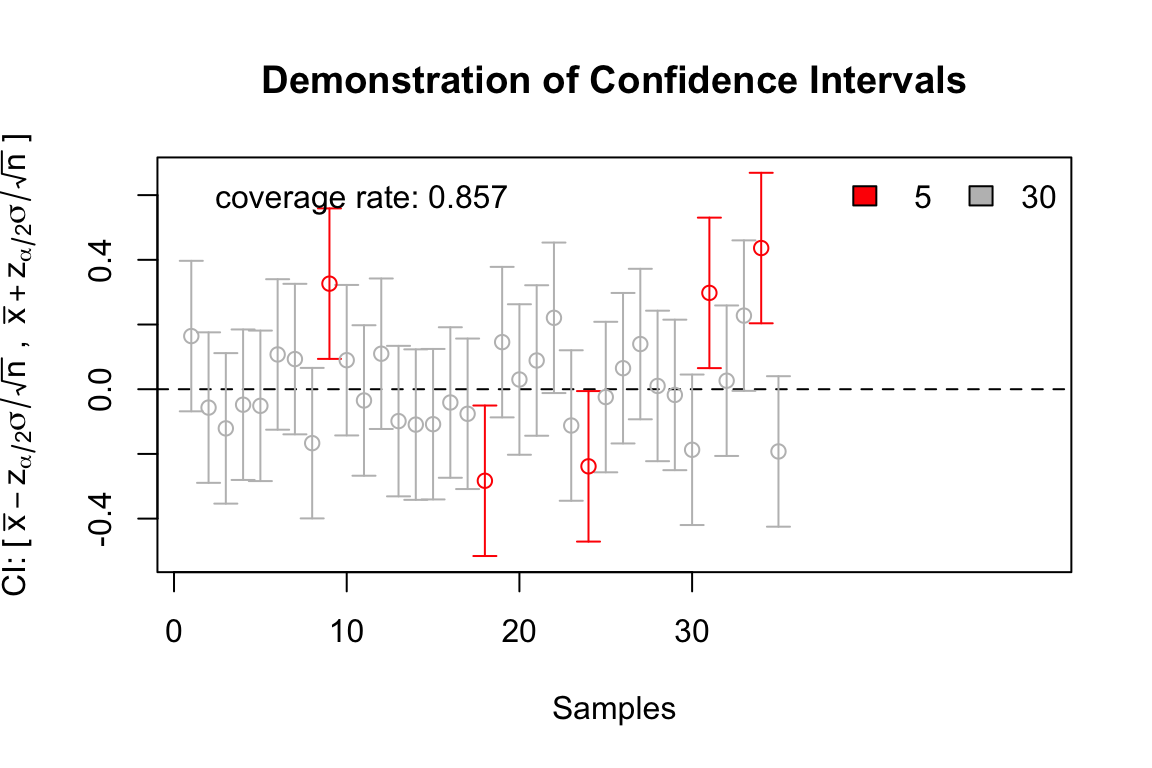 Demonstration of Confidence Intervals
coverage rate: 0.857
5
30
CI: [ x̅ − zα/2σ/√n , x̅ + zα/2σ/√n ]
0.4
0.0
-0.4
0
10
20
30
Samples